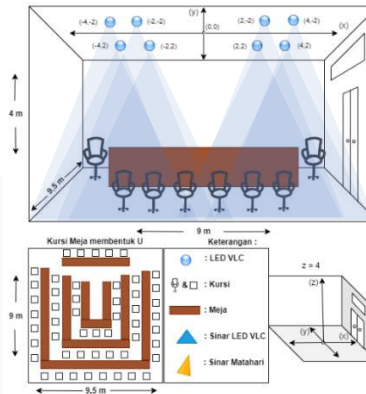 (y)
(-4,-2) (-2,-2) (2,-2) (4,-2)
(0,0) (x)
(-4,2) (-2,2) (2,2) (4,2)
4 m
9,5 m
9 m
Kursi Meja membentuk U
9 m
9,5 m
Keterangan :
: LED VLC
& : Kursi
: Meja
: Sinar LED VLC
: Sinar Matahari
z = 4
(z)
(y)
(x)